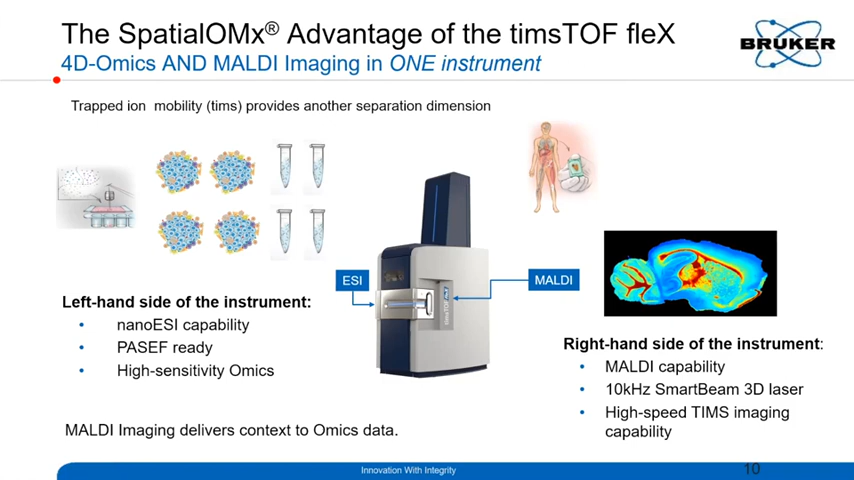 The SpatialOMx® Advantage of the timsTOF fleX
4D-Omics AND MALDI Imaging in ONE instrument
BRUKER
Trapped ion mobility (tims) provides another separation dimension
ESI
MALDI
timsTOF fleX
Left-hand side of the instrument:
• nanoESI capability
• PASEF ready
• High-sensitivity Omics
Right-hand side of the instrument:
• MALDI capability
• 10kHz SmartBeam 3D laser
• High-speed TIMS imaging
capability
MALDI Imaging delivers context to Omics data.
Innovation With Integrity
10